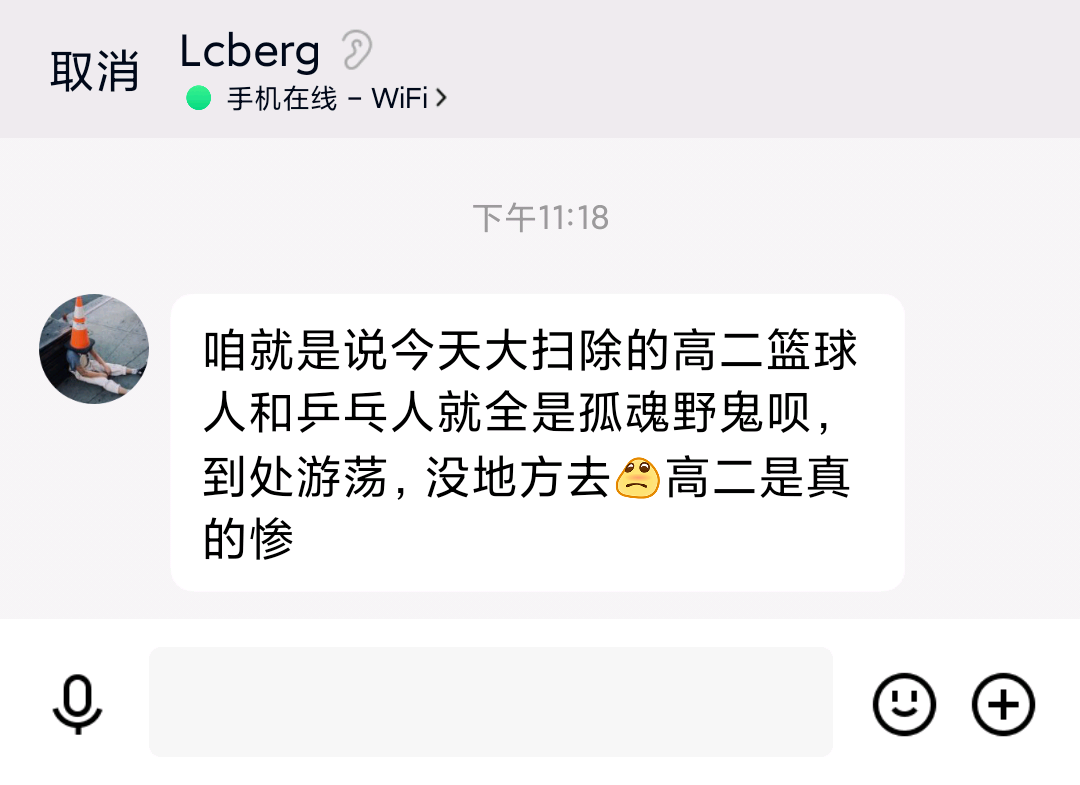 取消
Lcberg
手机在线 – WiFi
下午11:18
咱就是说今天大扫除的高二篮球
人和乒乓人就全是孤魂野鬼呗,
到处游荡, 没地方去高二是真
的惨